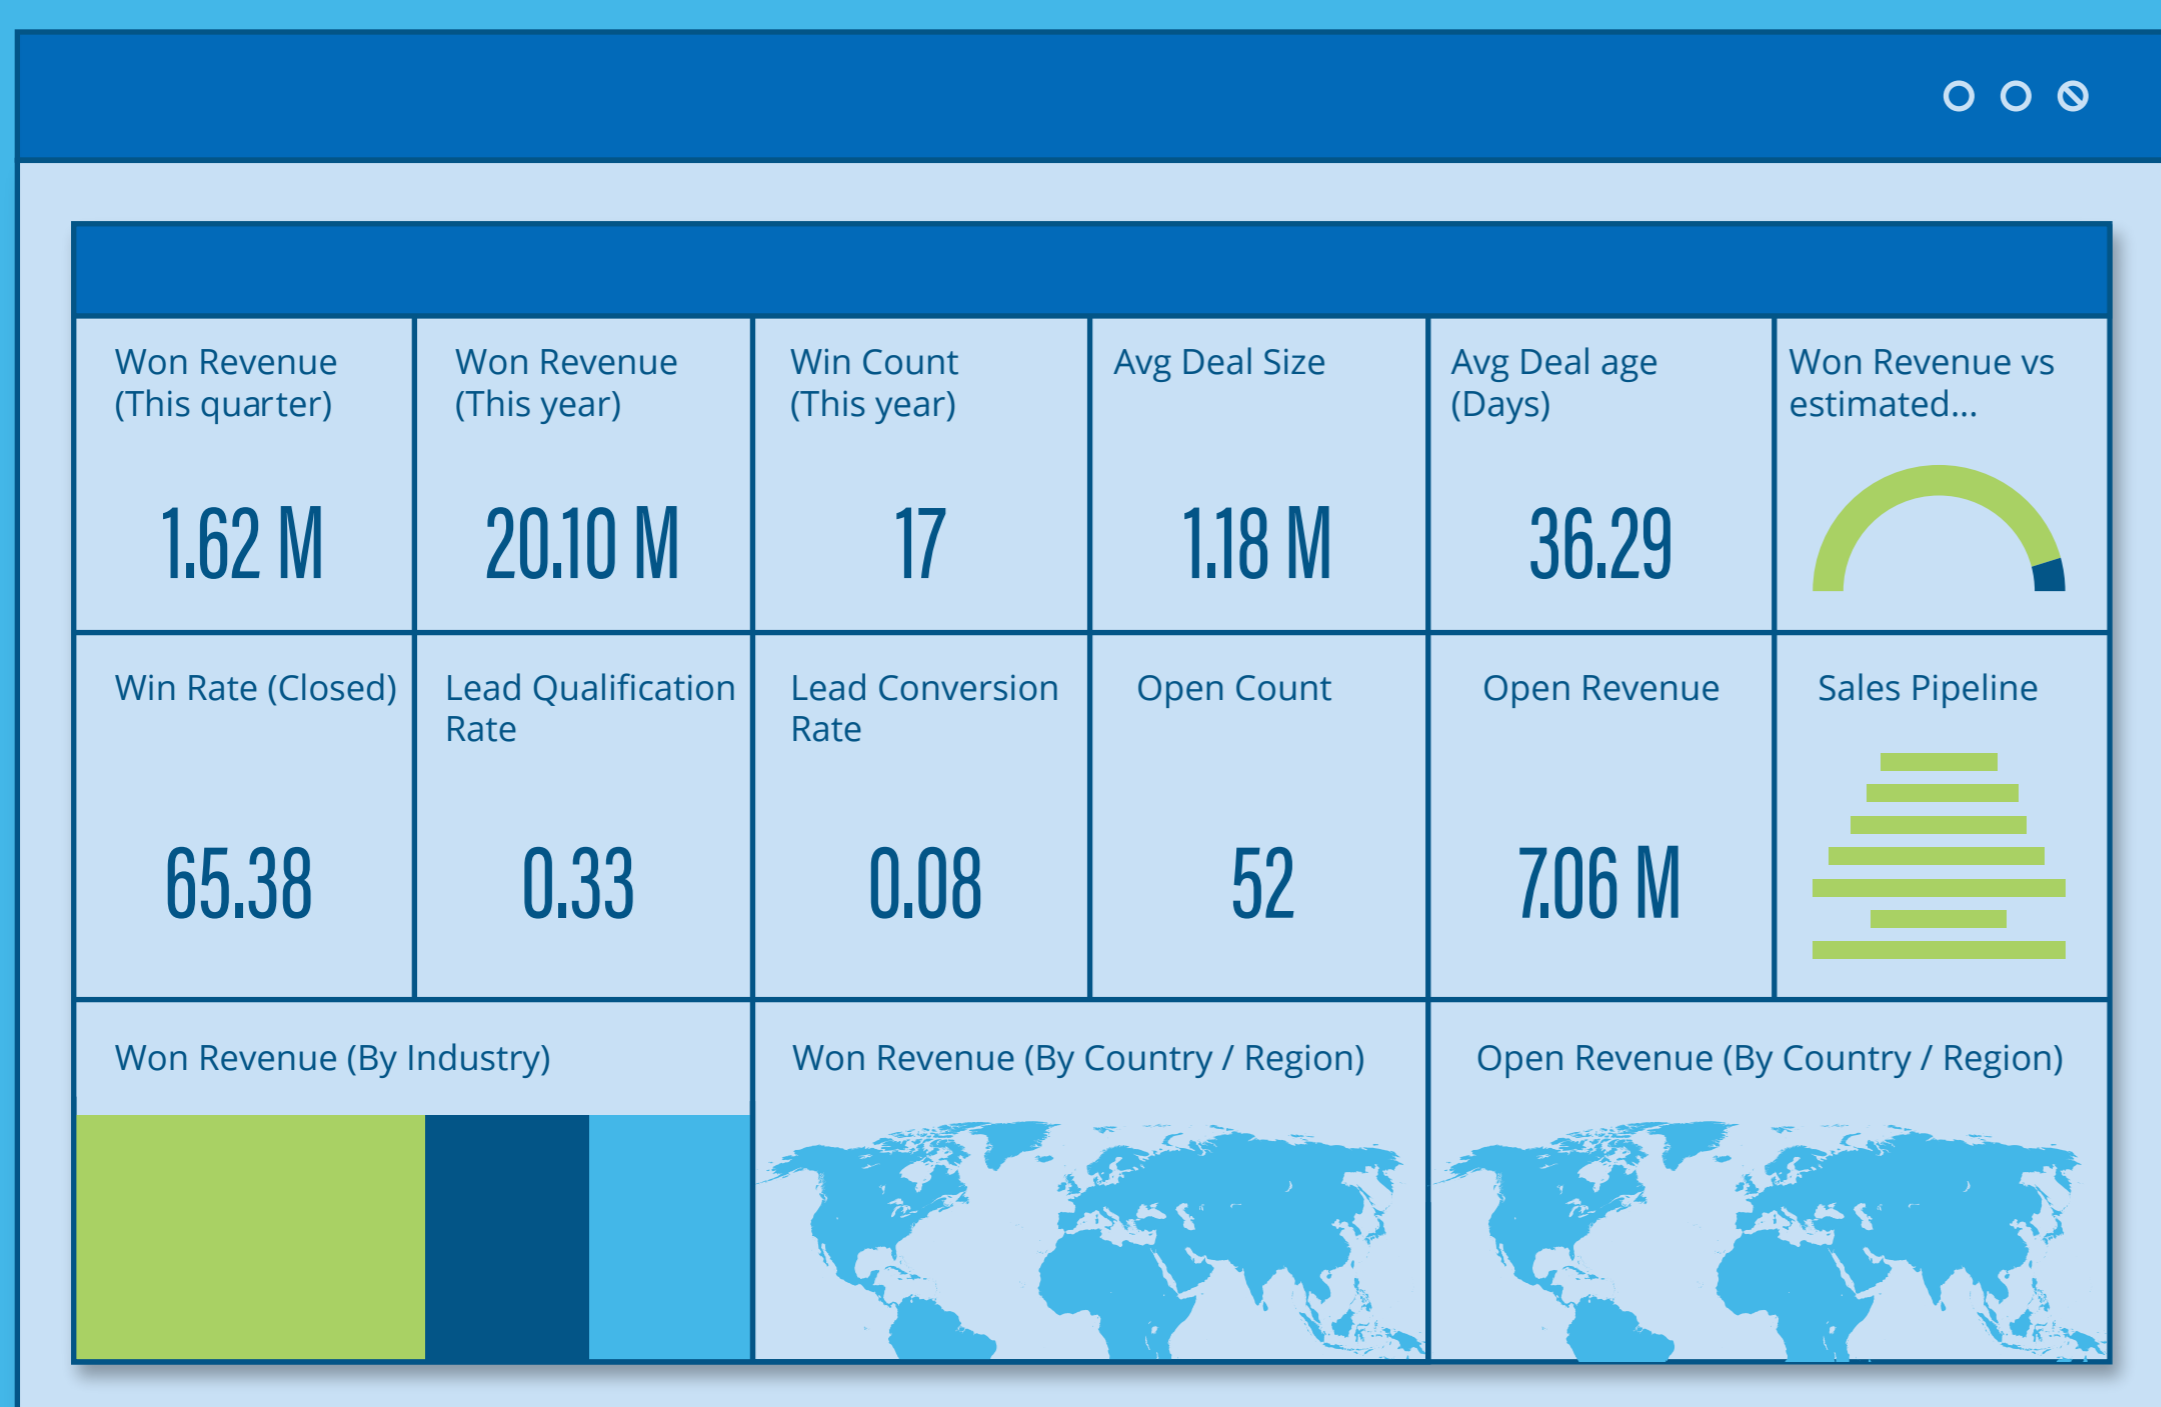 Won Revenue
(This quarter)
1.62 M
Won Revenue
(This year)
20.10 M
Win Count
(This year)
17
Avg Deal Size
1.18 M
Avg Deal age
(Days)
36.29
Won Revenue vs
estimated...
Win Rate (Closed)
65.38
Lead Qualification
Rate
0.33
Lead Conversion
Rate
0.08
Open Count
52
Open Revenue
7.06 M
Sales Pipeline
Won Revenue (By Industry)
Won Revenue (By Country / Region)
Open Revenue (By Country / Region)